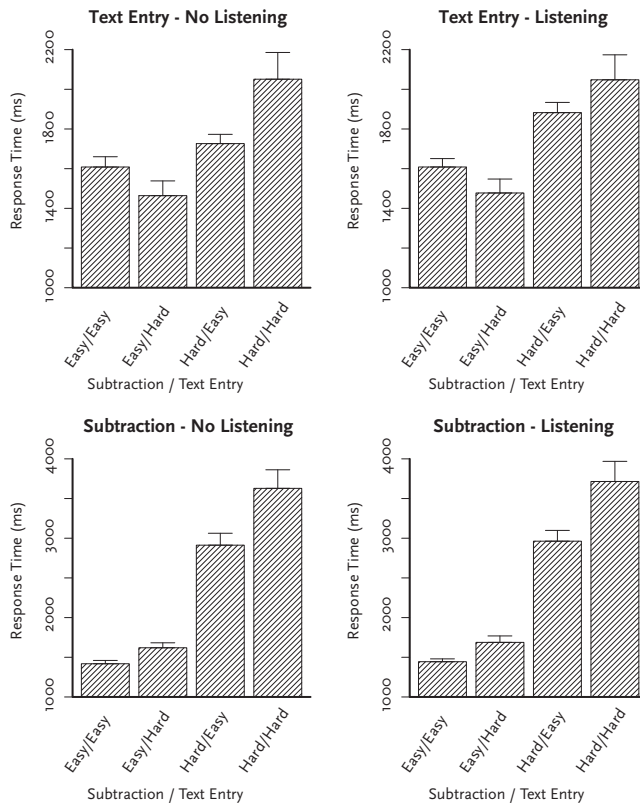 Text Entry - No Listening
Response Time (ms)
2200
1800
1400
1000
Easy/Easy
Easy/Hard
Hard/Easy
Hard/Hard
Subtraction / Text Entry
Text Entry - Listening
Response Time (ms)
2200
1800
1400
1000
Easy/Easy
Easy/Hard
Hard/Easy
Hard/Hard
Subtraction / Text Entry
Subtraction - No Listening
Response Time (ms)
4000
3000
2000
1000
Easy/Easy
Easy/Hard
Hard/Easy
Hard/Hard
Subtraction / Text Entry
Subtraction - Listening
Response Time (ms)
4000
3000
2000
1000
Easy/Easy
Easy/Hard
Hard/Easy
Hard/Hard
Subtraction / Text Entry